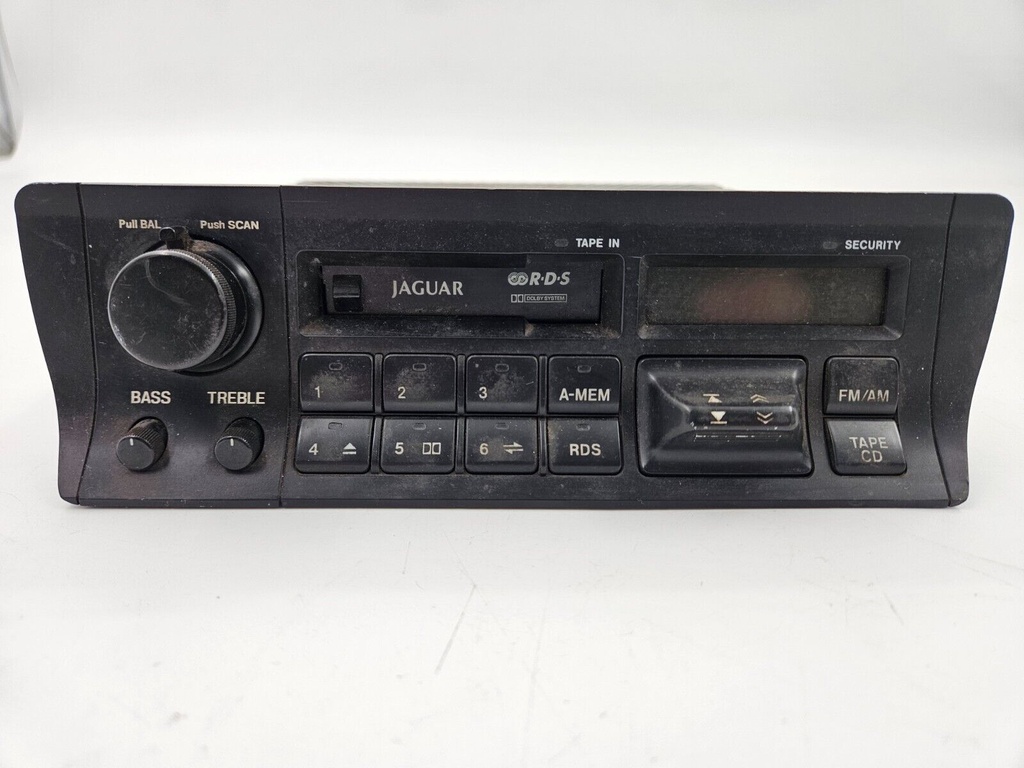 Pull BAL Push SCAN
TAPE IN
SECURITY
JAGUAR
R·D·S
DOLBY SYSTEM
BASS TREBLE
1 2 3 A-MEM
FM/AM
4 5 6 RDS
TAPE
CD